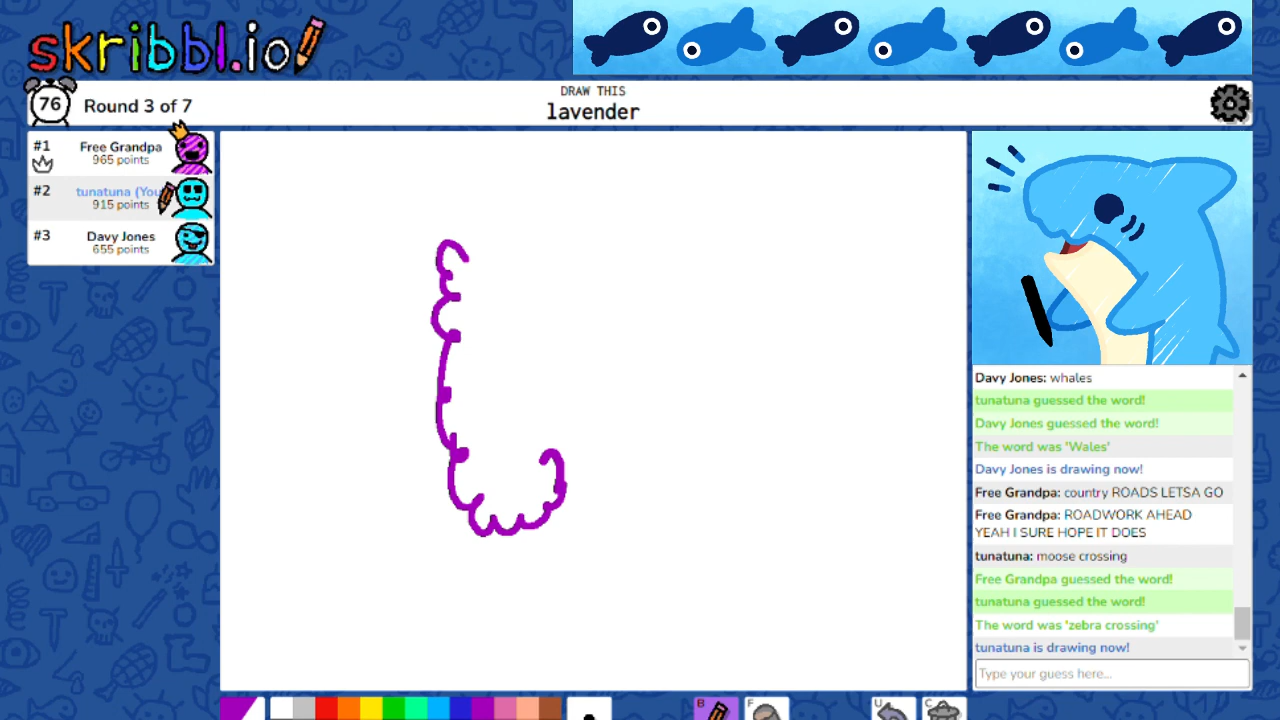 skribbl.io
76
Round 3 of 7
DRAW THIS
lavender
#1
Free Grandpa
965 points
#2
tunatuna (You
915 points
#3
Davy Jones
655 points
Davy Jones: whales
tunatuna guessed the word!
Davy Jones guessed the word!
The word was 'Wales'
Davy Jones is drawing now!
Free Grandpa: country ROADS LETSA GO
Free Grandpa: ROADWORK AHEAD
YEAH I SURE HOPE IT DOES
tunatuna: moose crossing
Free Grandpa guessed the word!
tunatuna guessed the word!
The word was 'zebra crossing'
tunatuna is drawing now!
Type your guess here...
B
F
U
C